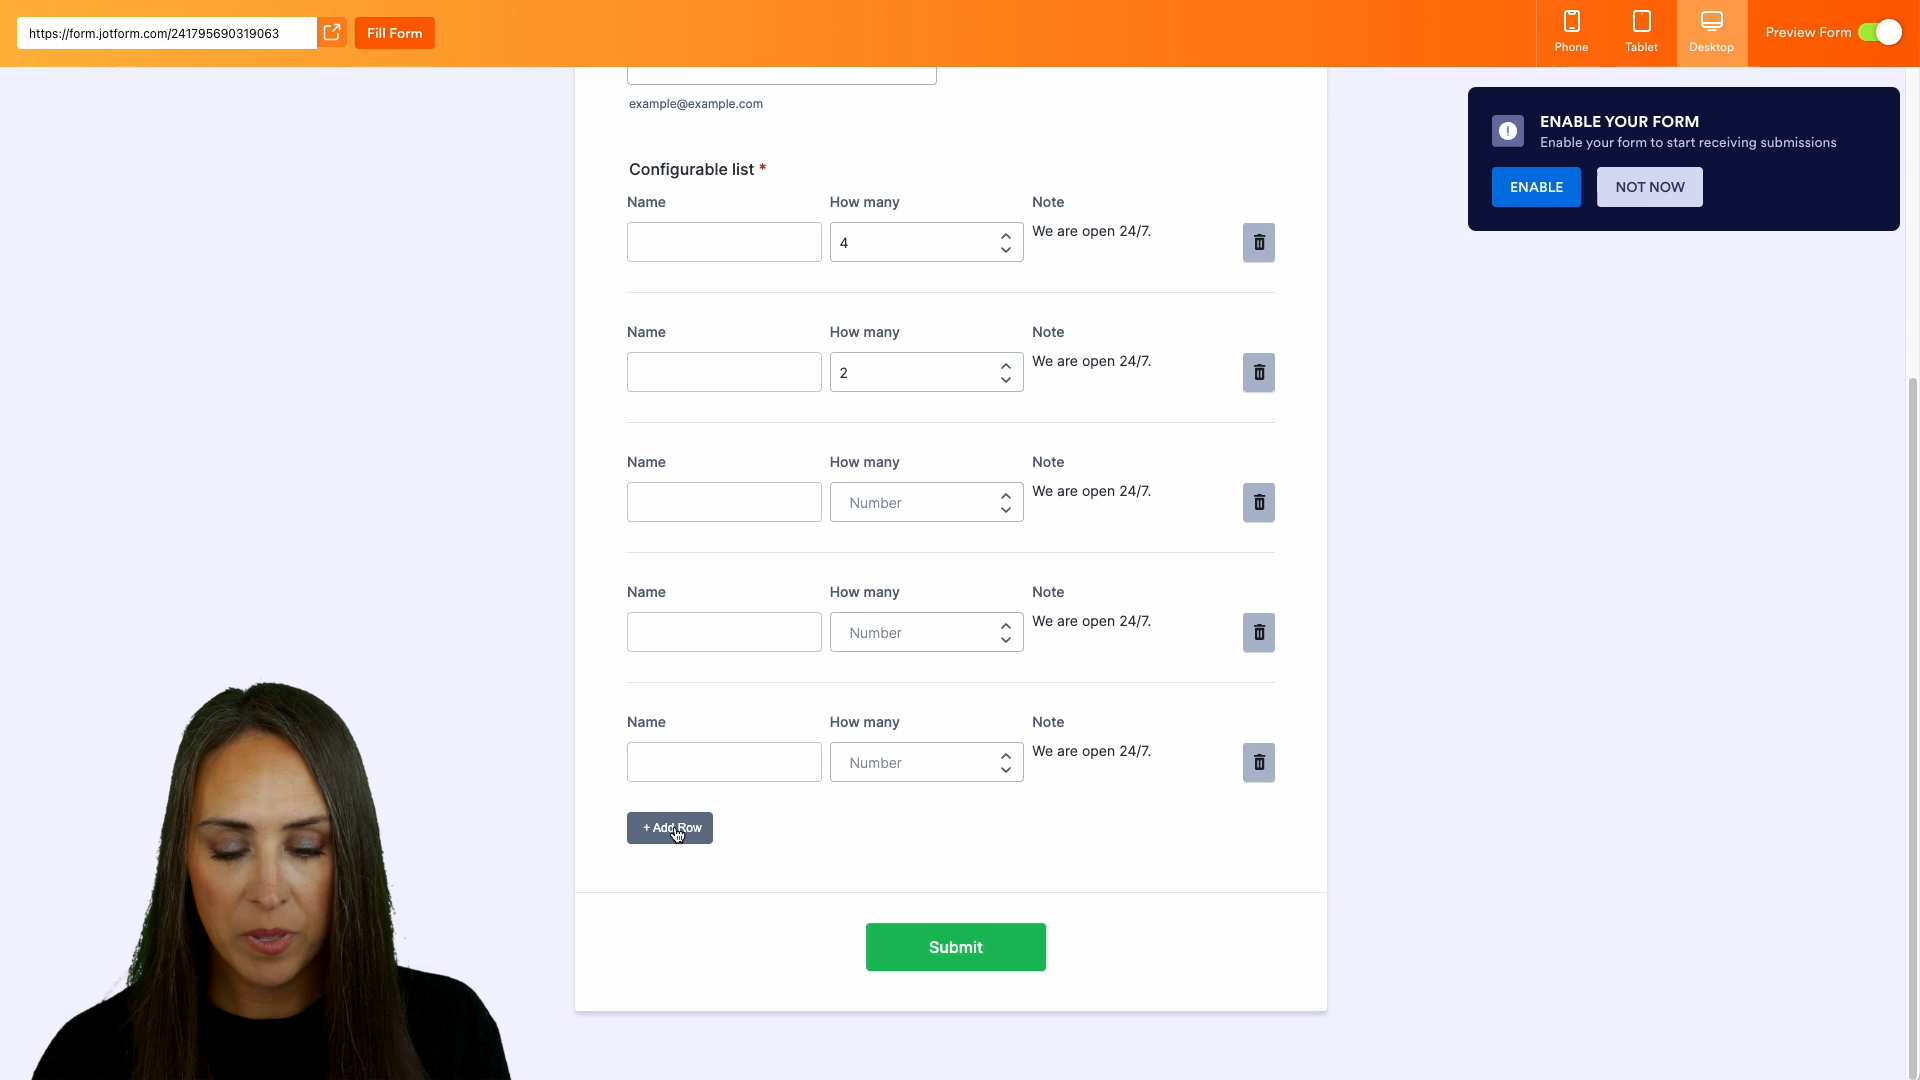 https://form.jotform.com/241795690319063
Fill Form
Phone
Tablet
Desktop
Preview Form
example@example.com
ENABLE YOUR FORM
Enable your form to start receiving submissions
ENABLE
NOT NOW
Configurable list *
Name How many Note
4 We are open 24/7.
Name How many Note
2 We are open 24/7.
Name How many Note
Number We are open 24/7.
Name How many Note
Number We are open 24/7.
Name How many Note
Number We are open 24/7.
+ Add Row
Submit